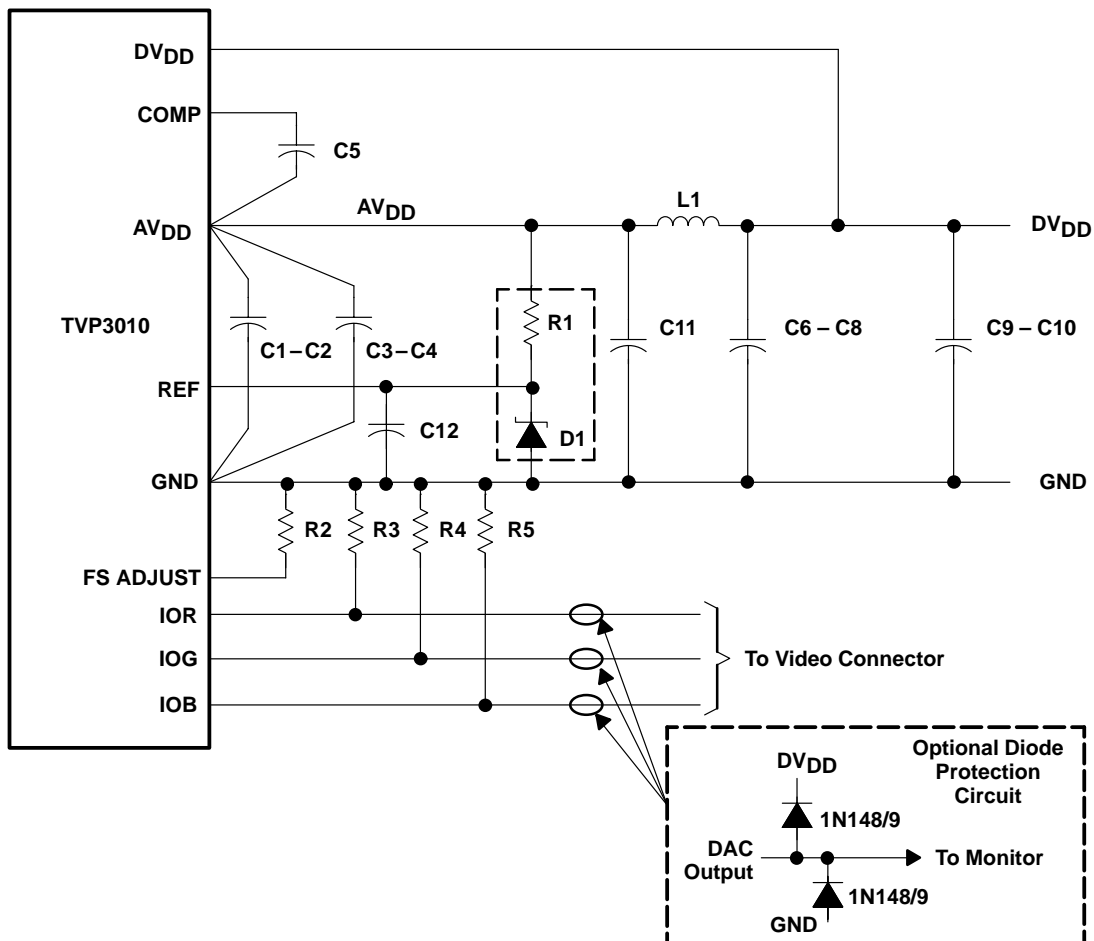 DVDD
COMP
C5
L1
AVDD
AVDD
DVDD
TVP3010
R1
C11
C6 – C8
C9 – C10
C1 – C2
C3 – C4
REF
C12
D1
GND
GND
R2
R3
R4
R5
FS ADJUST
IOR
IOG
To Video Connector
IOB
Optional Diode
Protection
Circuit
DVDD
1N148/9
DAC
Output
To Monitor
1N148/9
GND